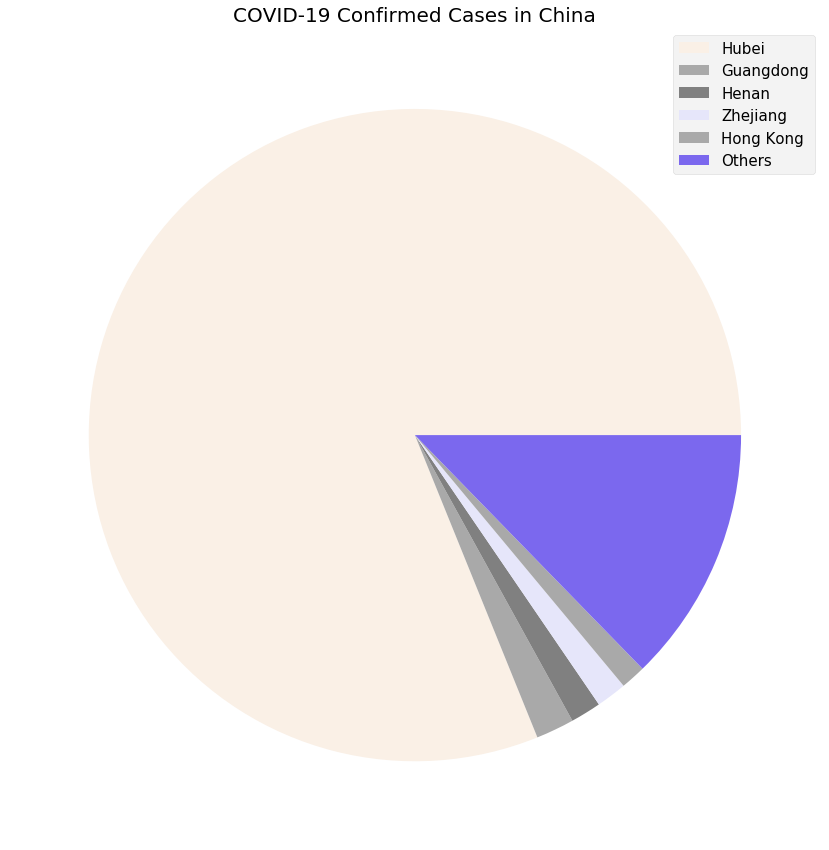 COVID-19 Confirmed Cases in China
Hubei
Guangdong
Henan
Zhejiang
Hong Kong
Others